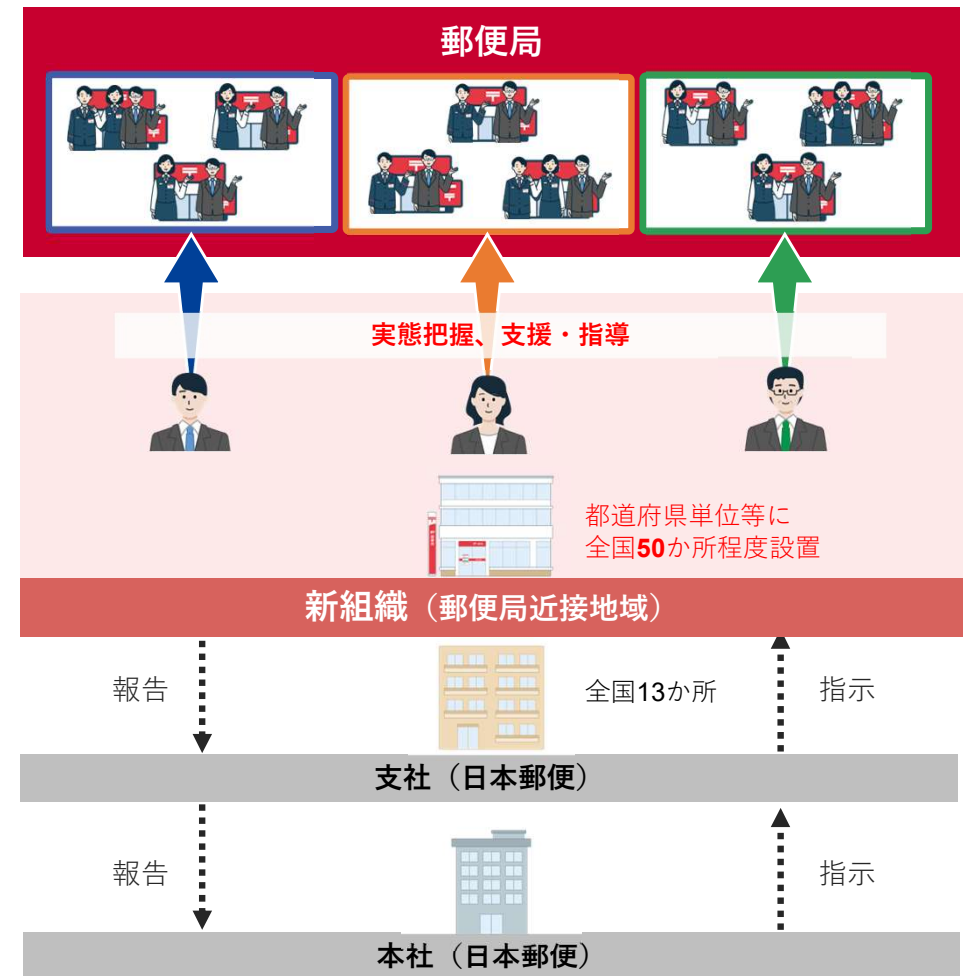 郵便局
実態把握、支援・指導
都道府県単位等に
全国50か所程度設置
新組織（郵便局近接地域）
報告
全国13か所
指示
支社（日本郵便）
報告
指示
本社（日本郵便）